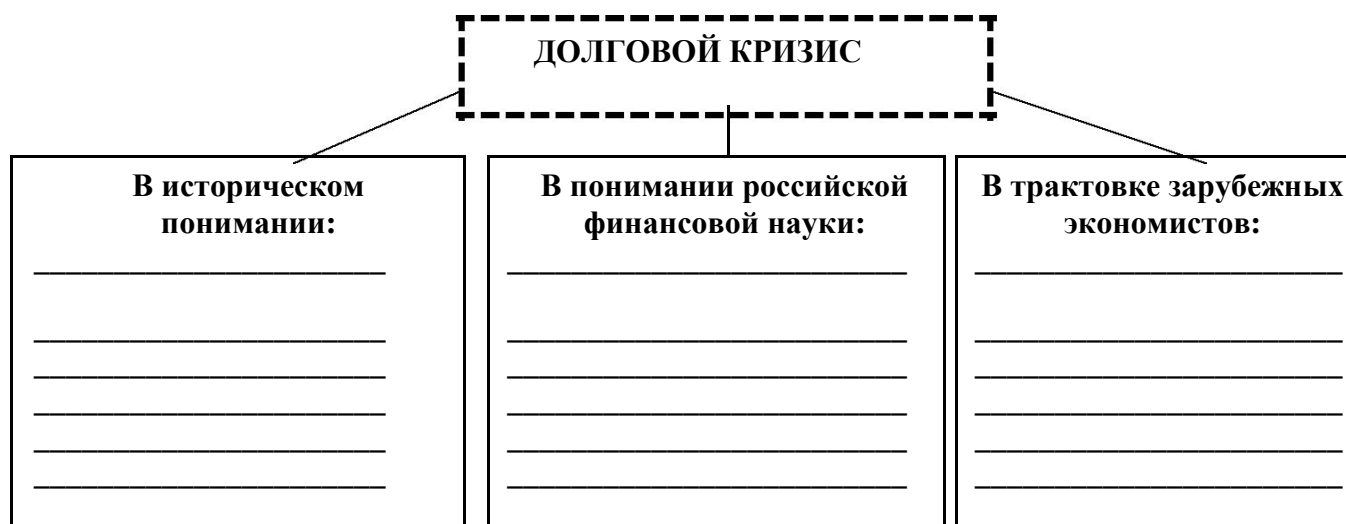 ДОЛГОВОЙ КРИЗИС
В историческом
понимании:
В понимании российской
финансовой науки:
В трактовке зарубежных
экономистов: